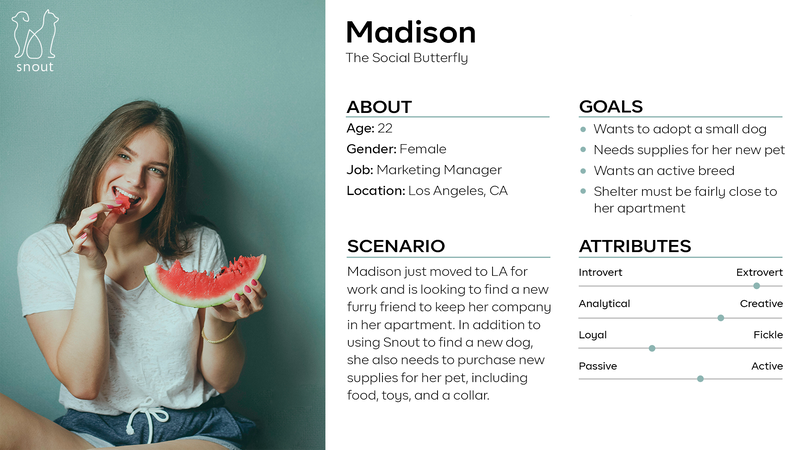 snout
Madison
The Social Butterfly
ABOUT
Age: 22
Gender: Female
Job: Marketing Manager
Location: Los Angeles, CA
GOALS
Wants to adopt a small dog
Needs supplies for her new pet
Wants an active breed
Shelter must be fairly close to
her apartment
SCENARIO
Madison just moved to LA for
work and is looking to find a new
furry friend to keep her company
in her apartment. In addition to
using Snout to find a new dog,
she also needs to purchase new
supplies for her pet, including
food, toys, and a collar.
ATTRIBUTES
Introvert Extrovert
Analytical Creative
Loyal Fickle
Passive Active